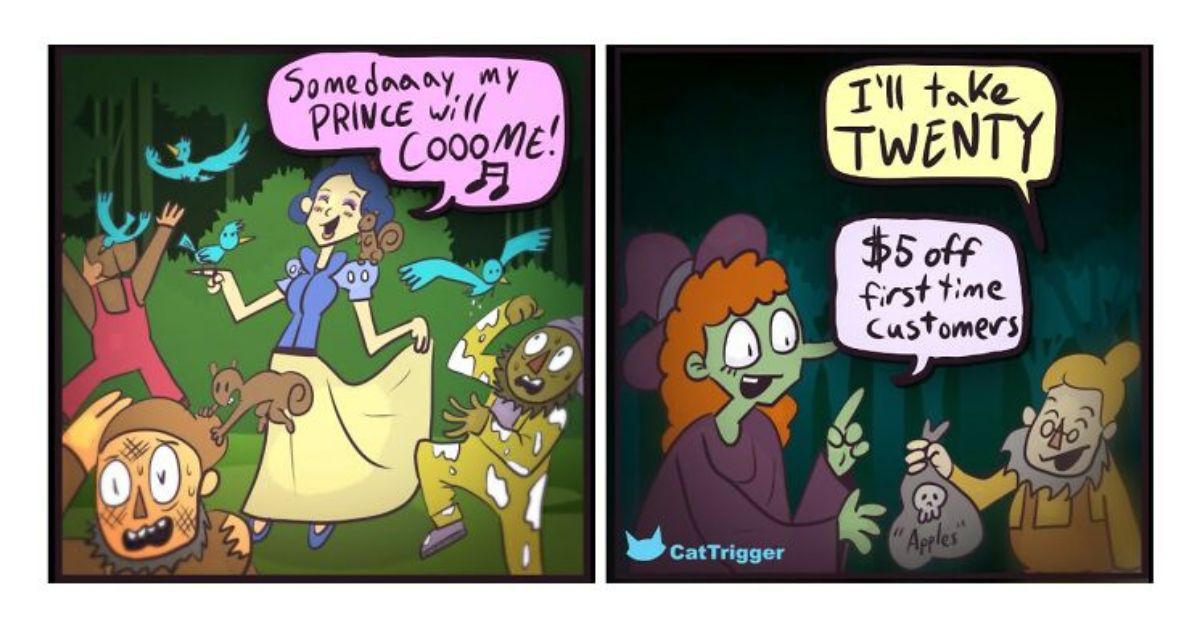 Somedaaay my
PRINCE will
COOOME!
I'll take
TWENTY
$5 off
first time
customers
"Apples"
CatTrigger